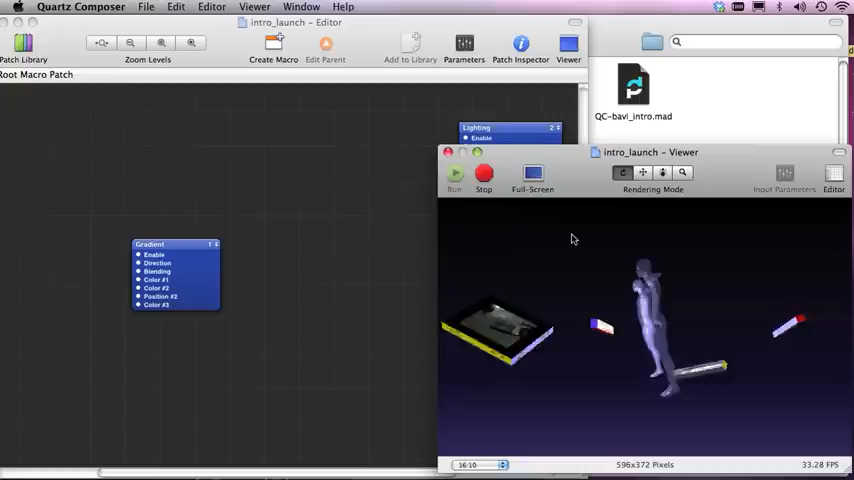 Quartz Composer File Edit Editor Viewer Window Help
intro_launch - Editor
Patch Library Zoom Levels Create Macro Edit Parent Add to Library Parameters Patch Inspector Viewer
Root Macro Patch
QC-bavi_intro.mad
Lighting 2
Enable
intro_launch - Viewer
Run Stop Full-Screen Rendering Mode Input Parameters Editor
Gradient 1
Enable
Direction
Blending
Color #1
Color #2
Position #2
Color #3
16:10 596x372 Pixels 33.28 FPS